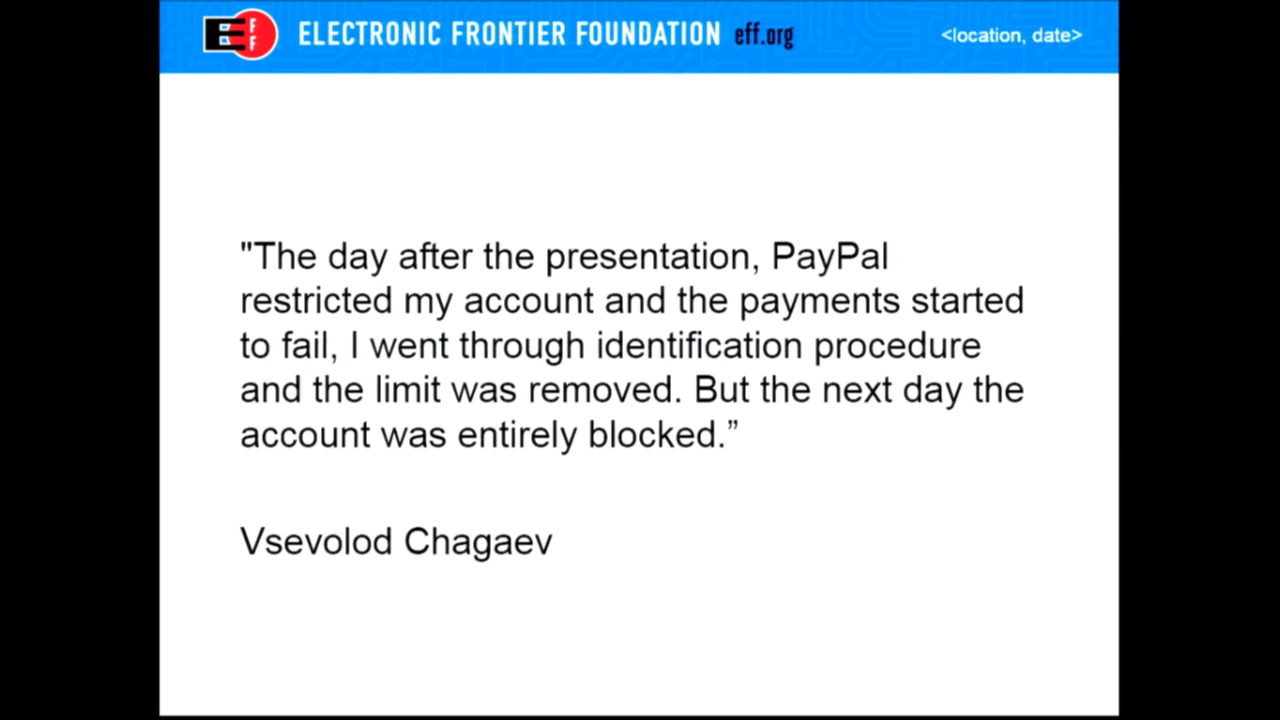 EFF ELECTRONIC FRONTIER FOUNDATION eff.org <location, date>
"The day after the presentation, PayPal
restricted my account and the payments started
to fail, I went through identification procedure
and the limit was removed. But the next day the
account was entirely blocked.”
Vsevolod Chagaev